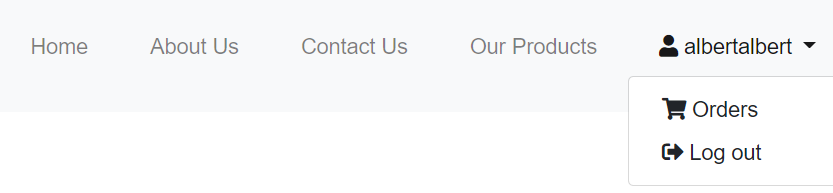 Home About Us Contact Us Our Products albertalbert
Orders
Log out